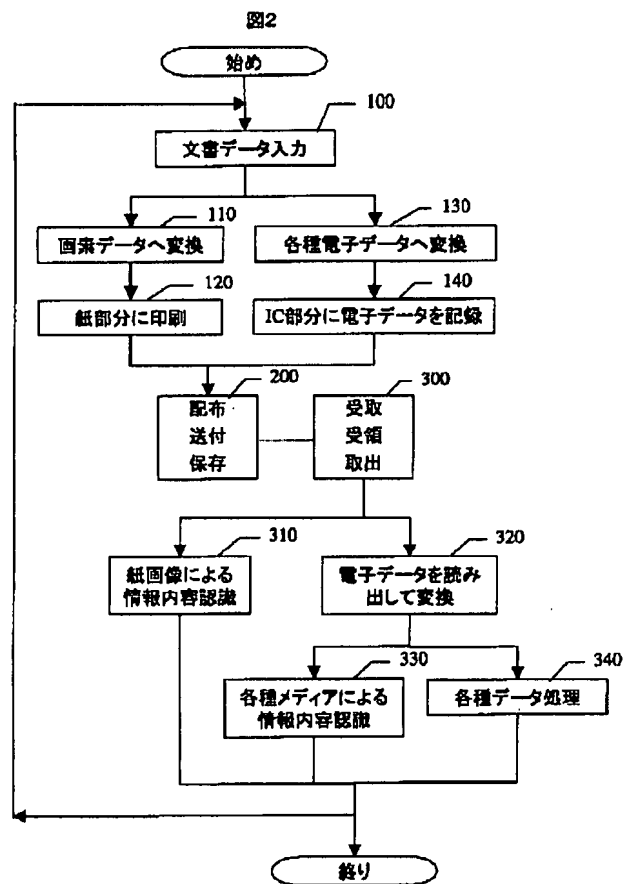 図2
始め
100
文書データ入力
110
画素データへ変換
130
各種電子データへ変換
120
紙部分に印刷
140
IC部分に電子データを記録
200
配布
送付
保存
300
受取
受領
取出
310
紙画像による
情報内容認識
320
電子データを読み
出して変換
330
各種メディアによる
情報内容認識
340
各種データ処理
終り